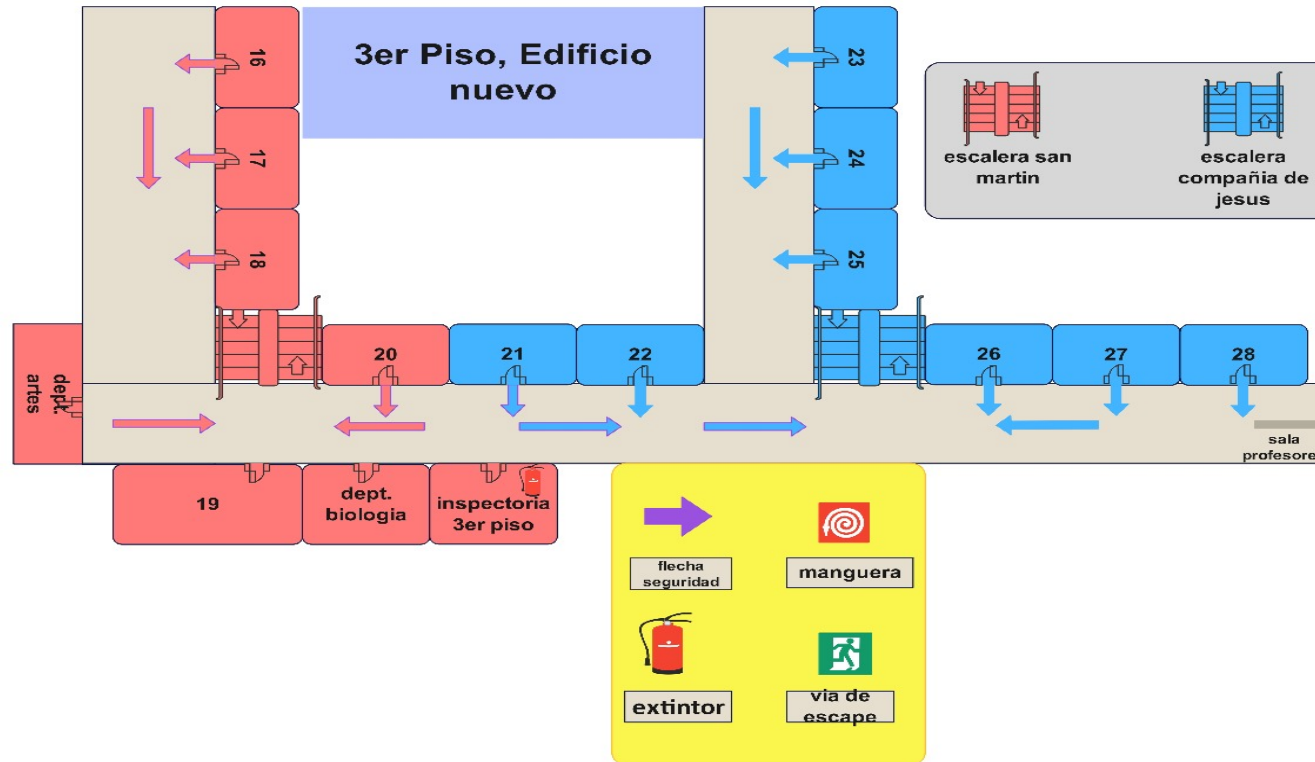 3er Piso, Edificio
nuevo
16
17
18
23
24
25
escalera san
martin
escalera
compañia de
jesus
dept.
artes
20
21
22
26
27
28
sala
profesore
19
dept.
biologia
inspectoria
3er piso
flecha
seguridad
manguera
extintor
via de
escape